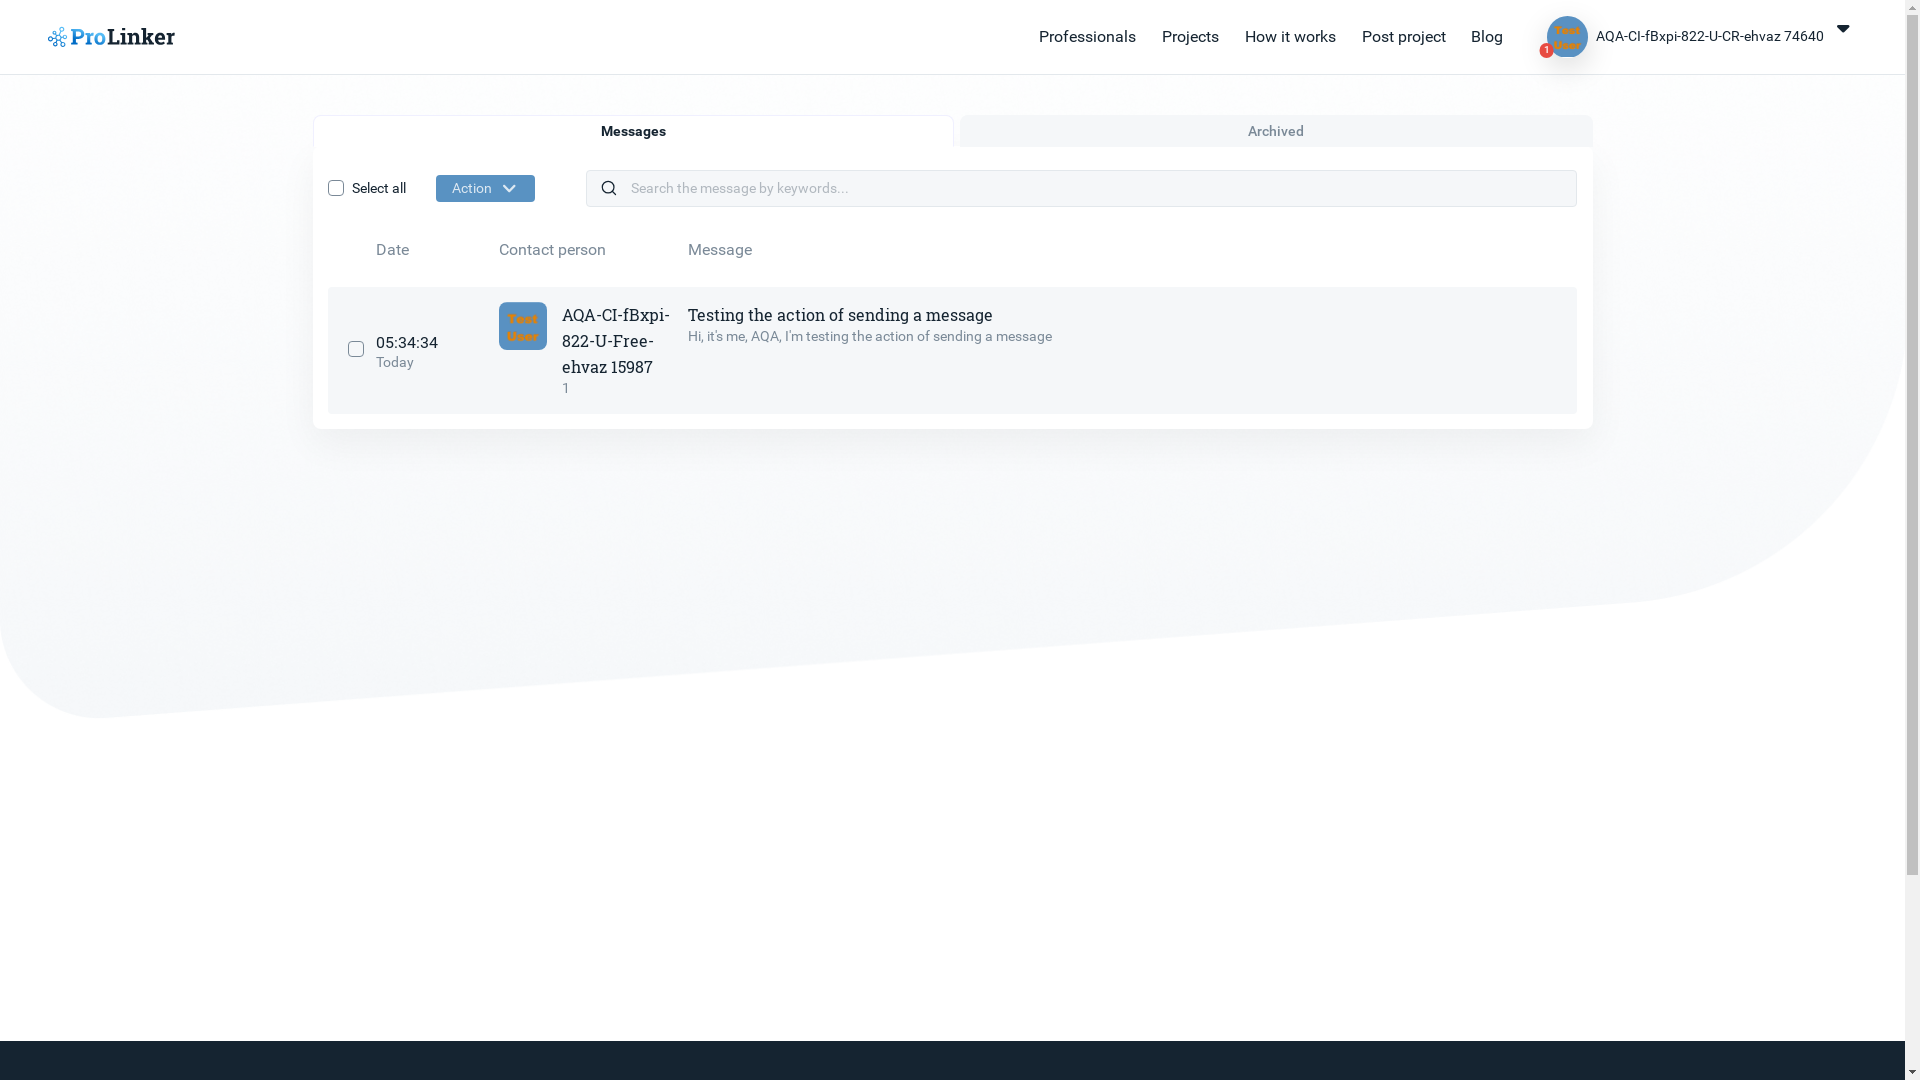 ProLinker
Professionals
Projects
How it works
Post project
Blog
Test
User
1
AQA-CI-fBxpi-822-U-CR-ehvaz 74640
Messages
Archived
Select all
Action
Search the message by keywords...
Date
Contact person
Message
05:34:34
Today
Test
User
AQA-CI-fBxpi-
822-U-Free-
ehvaz 15987
1
Testing the action of sending a message
Hi, it's me, AQA, I'm testing the action of sending a message